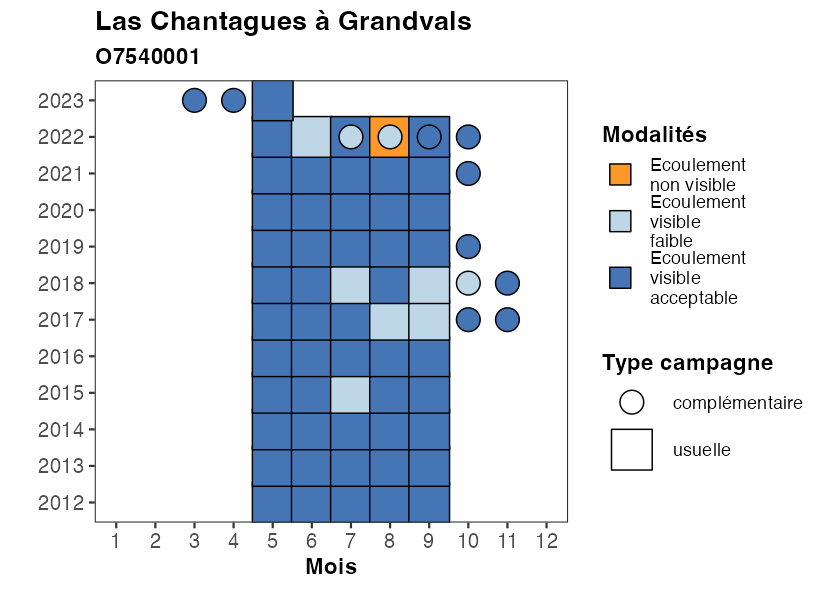 Las Chantagues à Grandvals
O7540001
2023
2022
2021
2020
2019
2018
2017
2016
2015
2014
2013
2012
1 2 3 4 5 6 7 8 9 10 11 12
Mois
Modalités
Ecoulement
non visible
Ecoulement
visible
faible
Ecoulement
visible
acceptable
Type campagne
complémentaire
usuelle